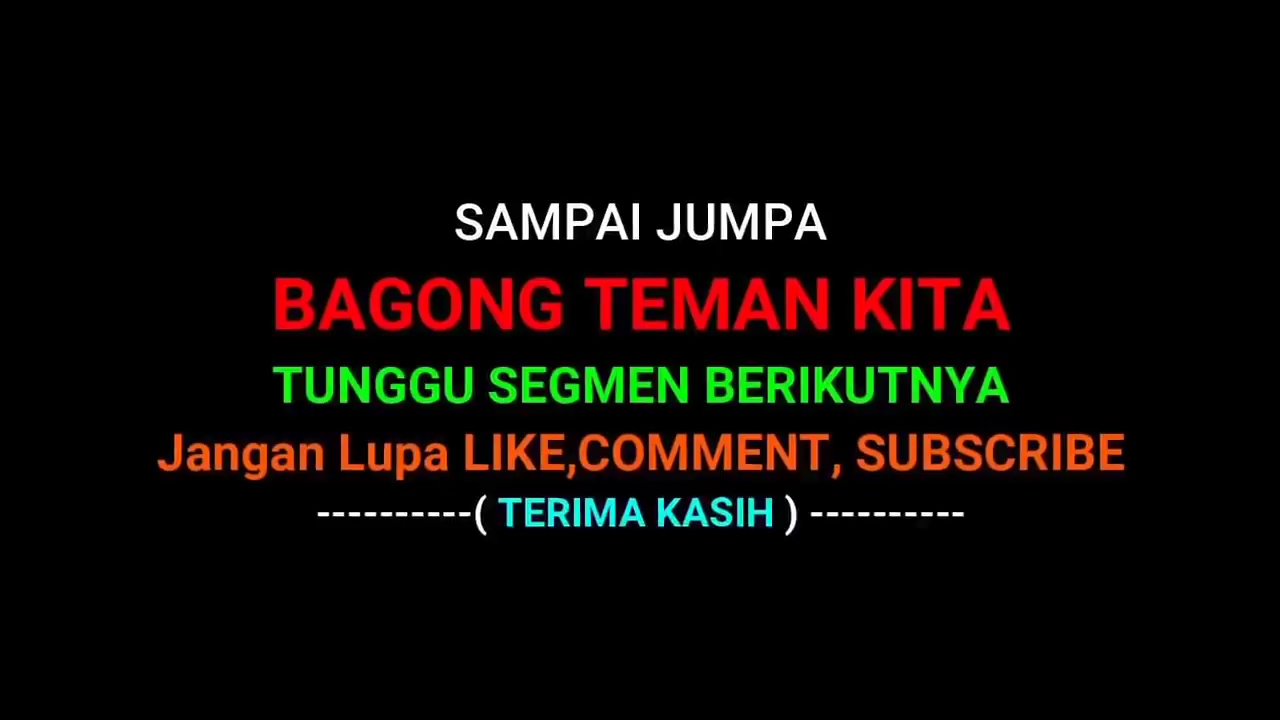 SAMPAI JUMPA
BAGONG TEMAN KITA
TUNGGU SEGMEN BERIKUTNYA
Jangan Lupa LIKE,COMMENT, SUBSCRIBE
----------( TERIMA KASIH ) ----------